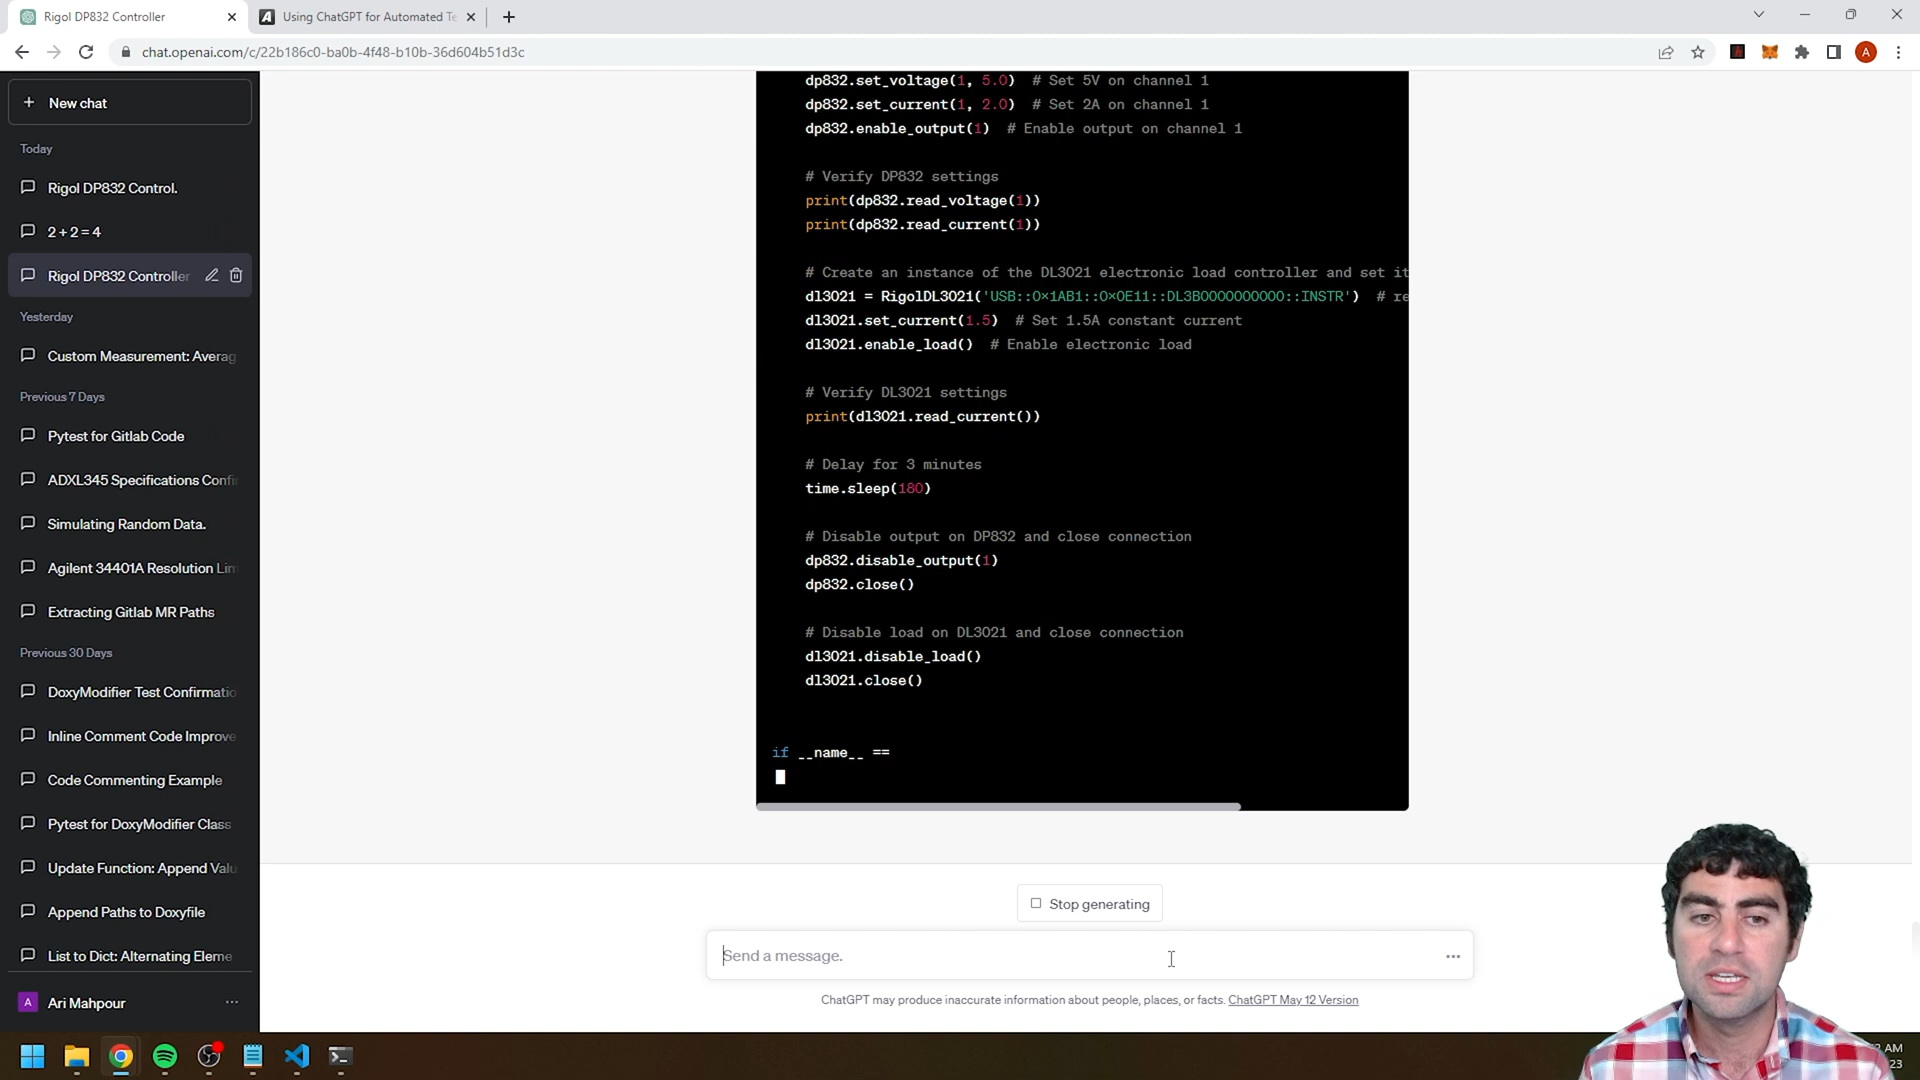 Rigol DP832 Controller
Using ChatGPT for Automated Te
chat.openai.com/c/22b186c0-ba0b-4f48-b10b-36d604b51d3c
A
New chat
Today
Rigol DP832 Control.
2 + 2 = 4
Rigol DP832 Controller
Yesterday
Custom Measurement: Averag
Previous 7 Days
Pytest for Gitlab Code
ADXL345 Specifications Confi
Simulating Random Data.
Agilent 34401A Resolution Lim
Extracting Gitlab MR Paths
Previous 30 Days
DoxyModifier Test Confirmatio
Inline Comment Code Improve
Code Commenting Example
Pytest for DoxyModifier Class
Update Function: Append Valu
Append Paths to Doxyfile
List to Dict: Alternating Eleme
A Ari Mahpour
dp832.set_voltage(1, 5.0)  # Set 5V on channel 1
dp832.set_current(1, 2.0)  # Set 2A on channel 1
dp832.enable_output(1)  # Enable output on channel 1
# Verify DP832 settings
print(dp832.read_voltage(1))
print(dp832.read_current(1))
# Create an instance of the DL3021 electronic load controller and set it
dl3021 = RigolDL3021('USB::0x1AB1::0x0E11::DL3B0000000000::INSTR')  # re
dl3021.set_current(1.5)  # Set 1.5A constant current
dl3021.enable_load()  # Enable electronic load
# Verify DL3021 settings
print(dl3021.read_current())
# Delay for 3 minutes
time.sleep(180)
# Disable output on DP832 and close connection
dp832.disable_output(1)
dp832.close()
# Disable load on DL3021 and close connection
dl3021.disable_load()
dl3021.close()
if __name__ ==
Stop generating
Send a message.
ChatGPT may produce inaccurate information about people, places, or facts. ChatGPT May 12 Version
AM
23